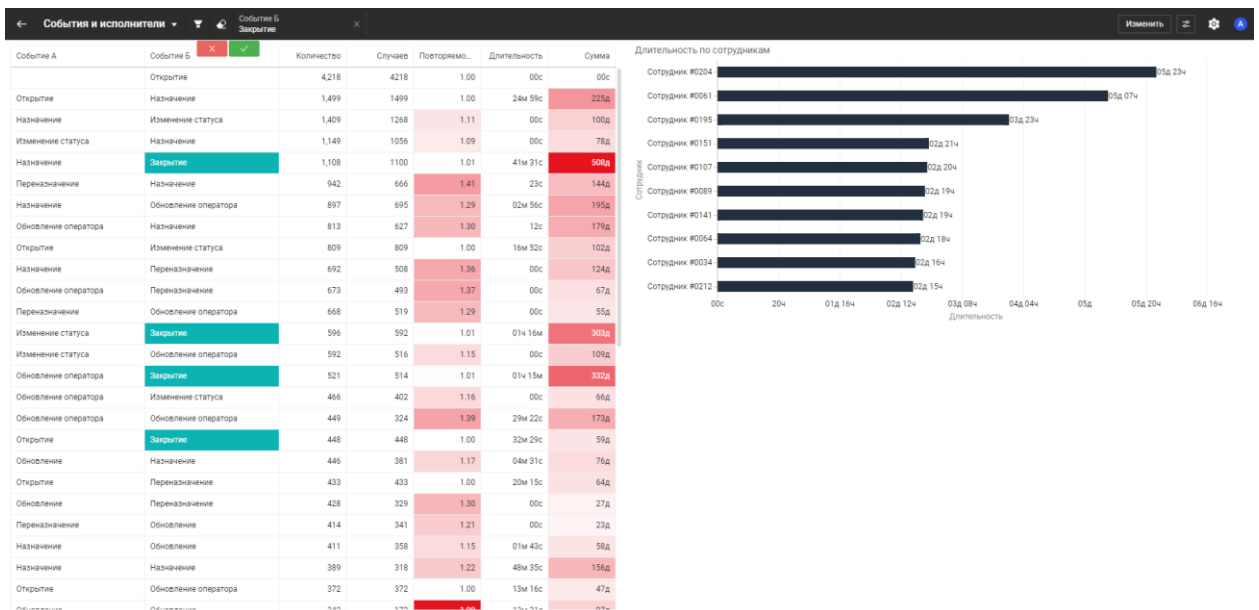 События и исполнители
Событие Б
Закрытие
Изменить
А
Событие А Событие Б Количество Случаев Повторяемо... Длительность Сумма
Открытие 4,218 4218 1.00 00с 00с
Открытие Назначение 1,499 1499 1.00 24м 59с 225д
Назначение Изменение статуса 1,409 1268 1.11 00с 100д
Изменение статуса Назначение 1,149 1056 1.09 00с 78д
Назначение Закрытие 1,108 1100 1.01 41м 31с 508д
Переназначение Назначение 942 666 1.41 23с 144д
Назначение Обновление оператора 897 695 1.29 02м 56с 195д
Обновление оператора Назначение 813 627 1.30 12с 179д
Открытие Изменение статуса 809 809 1.00 16м 52с 102д
Назначение Переназначение 692 508 1.36 00с 124д
Обновление оператора Переназначение 673 493 1.37 00с 67д
Переназначение Обновление оператора 668 519 1.29 00с 55д
Изменение статуса Закрытие 596 592 1.01 01ч 16м 303д
Изменение статуса Обновление оператора 592 516 1.15 00с 109д
Обновление оператора Закрытие 521 514 1.01 01ч 15м 332д
Обновление оператора Изменение статуса 466 402 1.16 00с 66д
Обновление оператора Обновление оператора 449 324 1.39 29м 22с 173д
Открытие Закрытие 448 448 1.00 32м 29с 59д
Обновление Назначение 446 381 1.17 04м 31с 76д
Открытие Переназначение 433 433 1.00 20м 15с 64д
Обновление Переназначение 428 329 1.30 00с 27д
Переназначение Обновление 414 341 1.21 00с 23д
Назначение Обновление 411 358 1.15 01м 43с 58д
Назначение Назначение 389 318 1.22 48м 35с 156д
Открытие Обновление оператора 372 372 1.00 13м 16с 47д
Длительность по сотрудникам
Сотрудник
Сотрудник #0204 05д 23ч
Сотрудник #0061 05д 07ч
Сотрудник #0195 03д 23ч
Сотрудник #0151 02д 21ч
Сотрудник #0107 02д 20ч
Сотрудник #0089 02д 19ч
Сотрудник #0141 02д 19ч
Сотрудник #0064 02д 18ч
Сотрудник #0034 02д 16ч
Сотрудник #0212 02д 15ч
00с 20ч 01д 16ч 02д 12ч 03д 08ч 04д 04ч 05д 05д 20ч 06д 16ч
Длительность